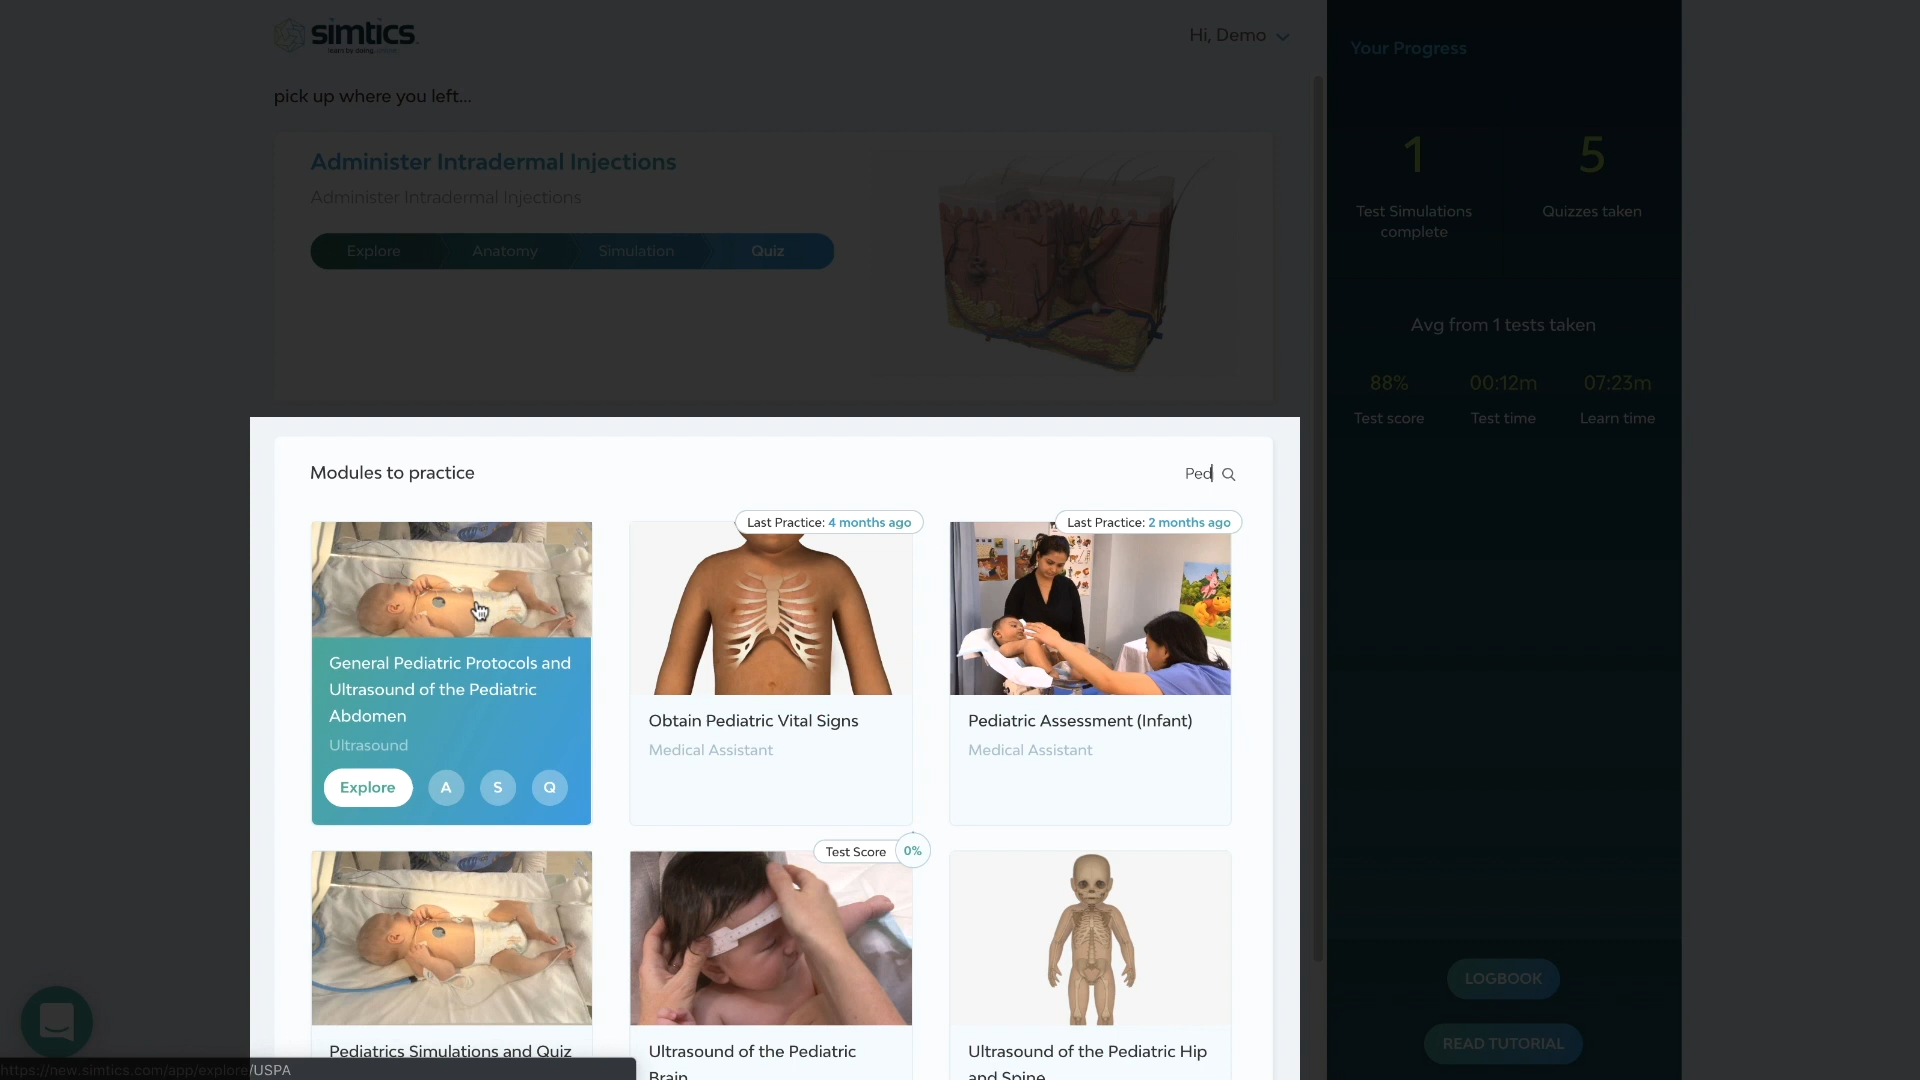 simtics
learn by doing. online
Hi, Demo
pick up where you left...
Administer Intradermal Injections
Administer Intradermal Injections
Explore Anatomy Simulation Quiz
Your Progress
1 5
Test Simulations complete
Quizzes taken
Avg from 1 tests taken
88% 00:12m 07:23m
Test score Test time Learn time
Modules to practice
Ped
General Pediatric Protocols and
Ultrasound of the Pediatric
Abdomen
Ultrasound
Explore A S Q
Last Practice: 4 months ago
Obtain Pediatric Vital Signs
Medical Assistant
Last Practice: 2 months ago
Pediatric Assessment (Infant)
Medical Assistant
Pediatrics Simulations and Quiz
Test Score 0%
Ultrasound of the Pediatric
Brain
Ultrasound of the Pediatric Hip
and Spine
LOGBOOK
READ TUTORIAL
https://new.simtics.com/app/explore/USPA